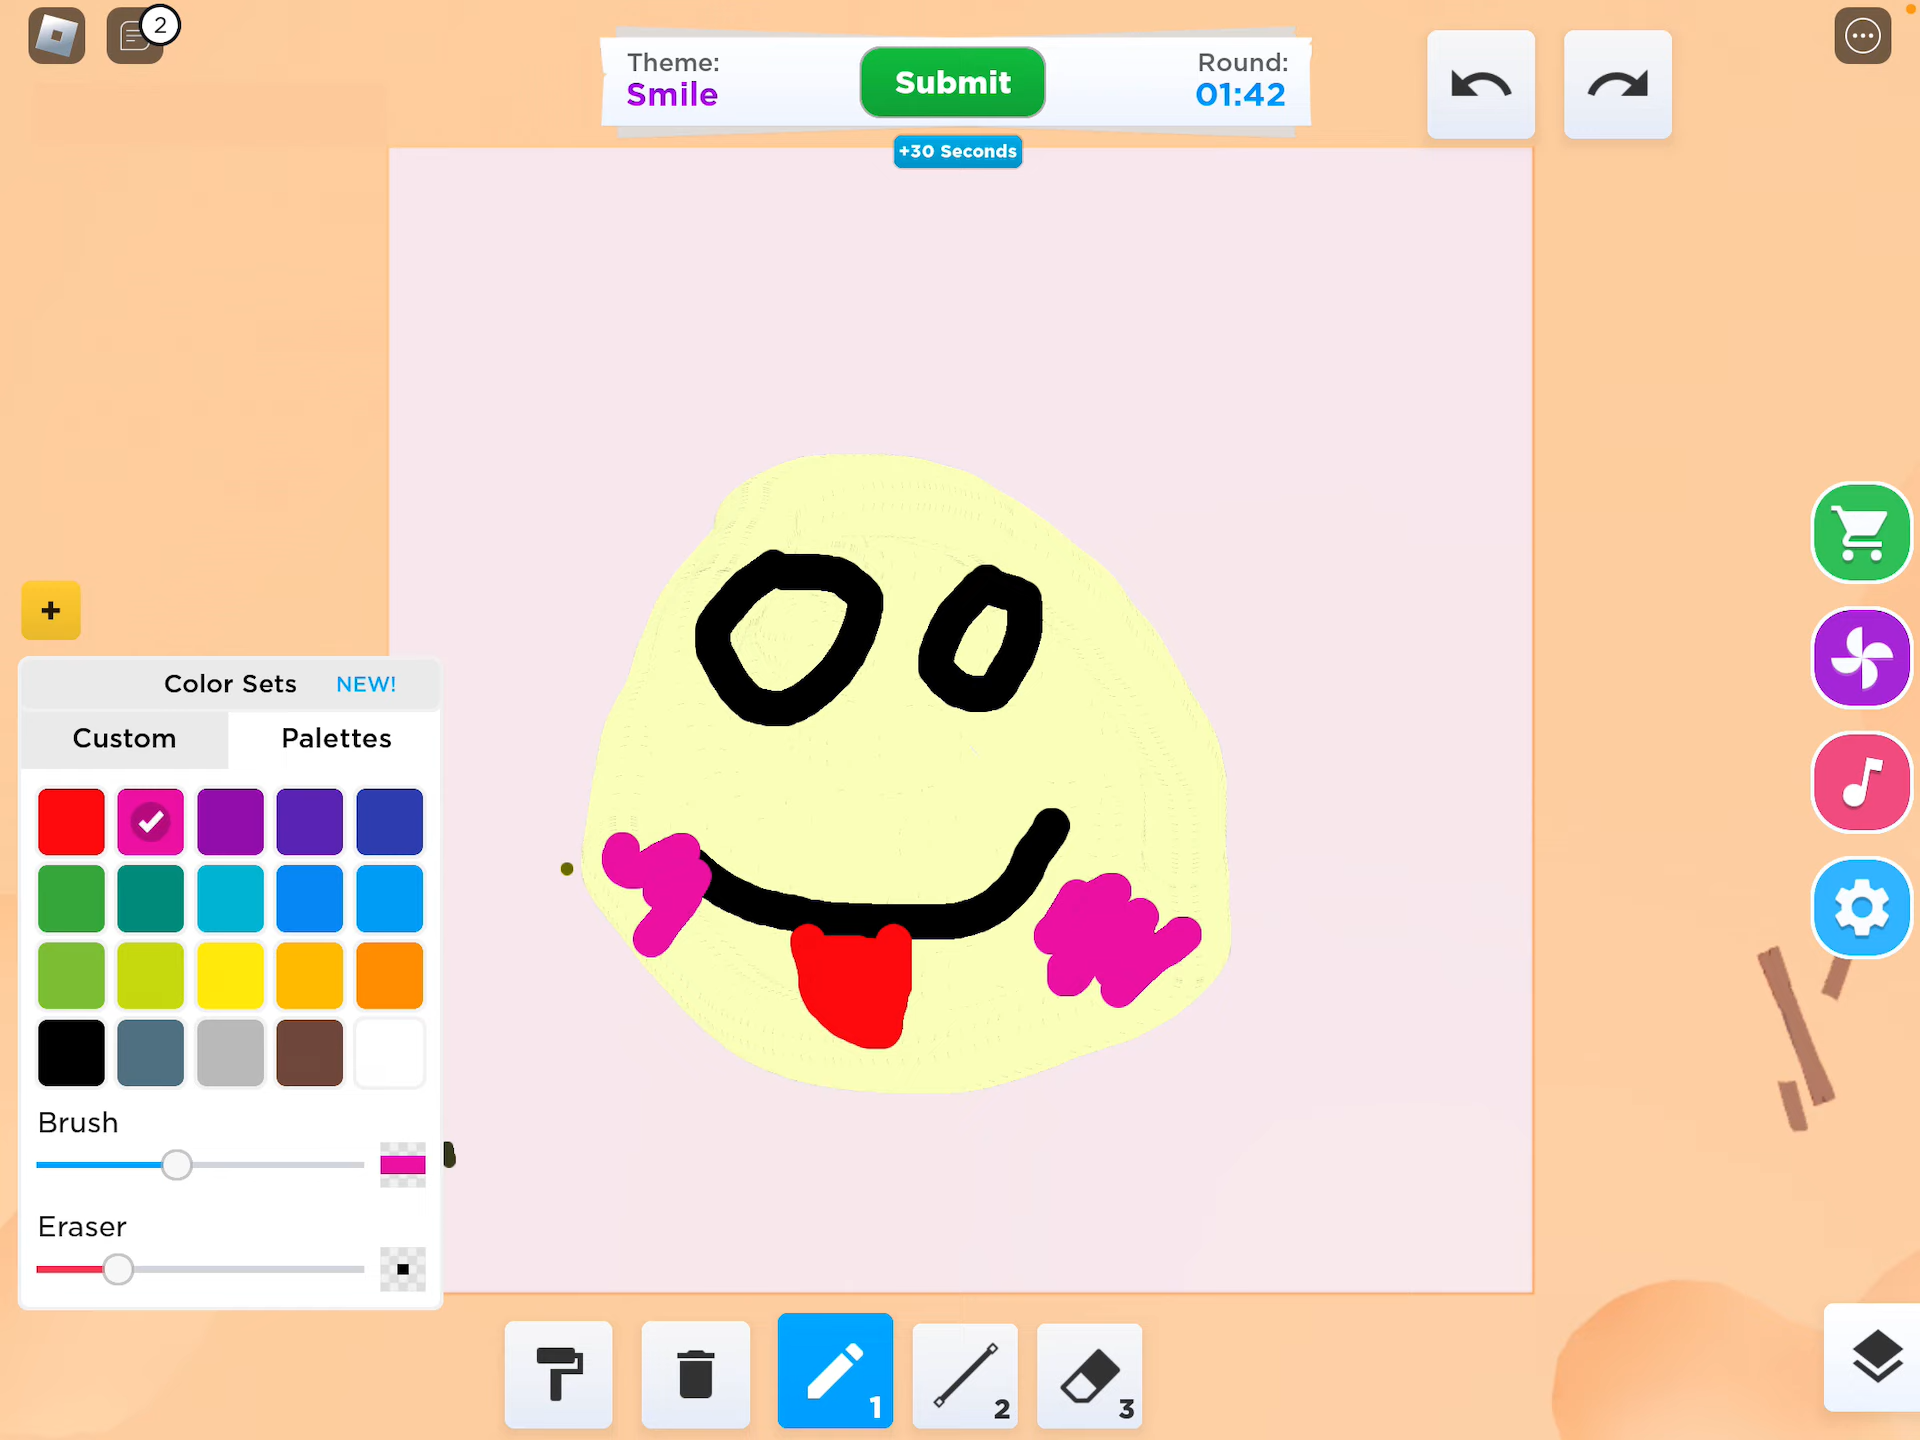 2
Theme:
Smile
Submit
Round:
01:42
+30 Seconds
+
Color Sets NEW!
Custom Palettes
Brush
Eraser
1
2
3